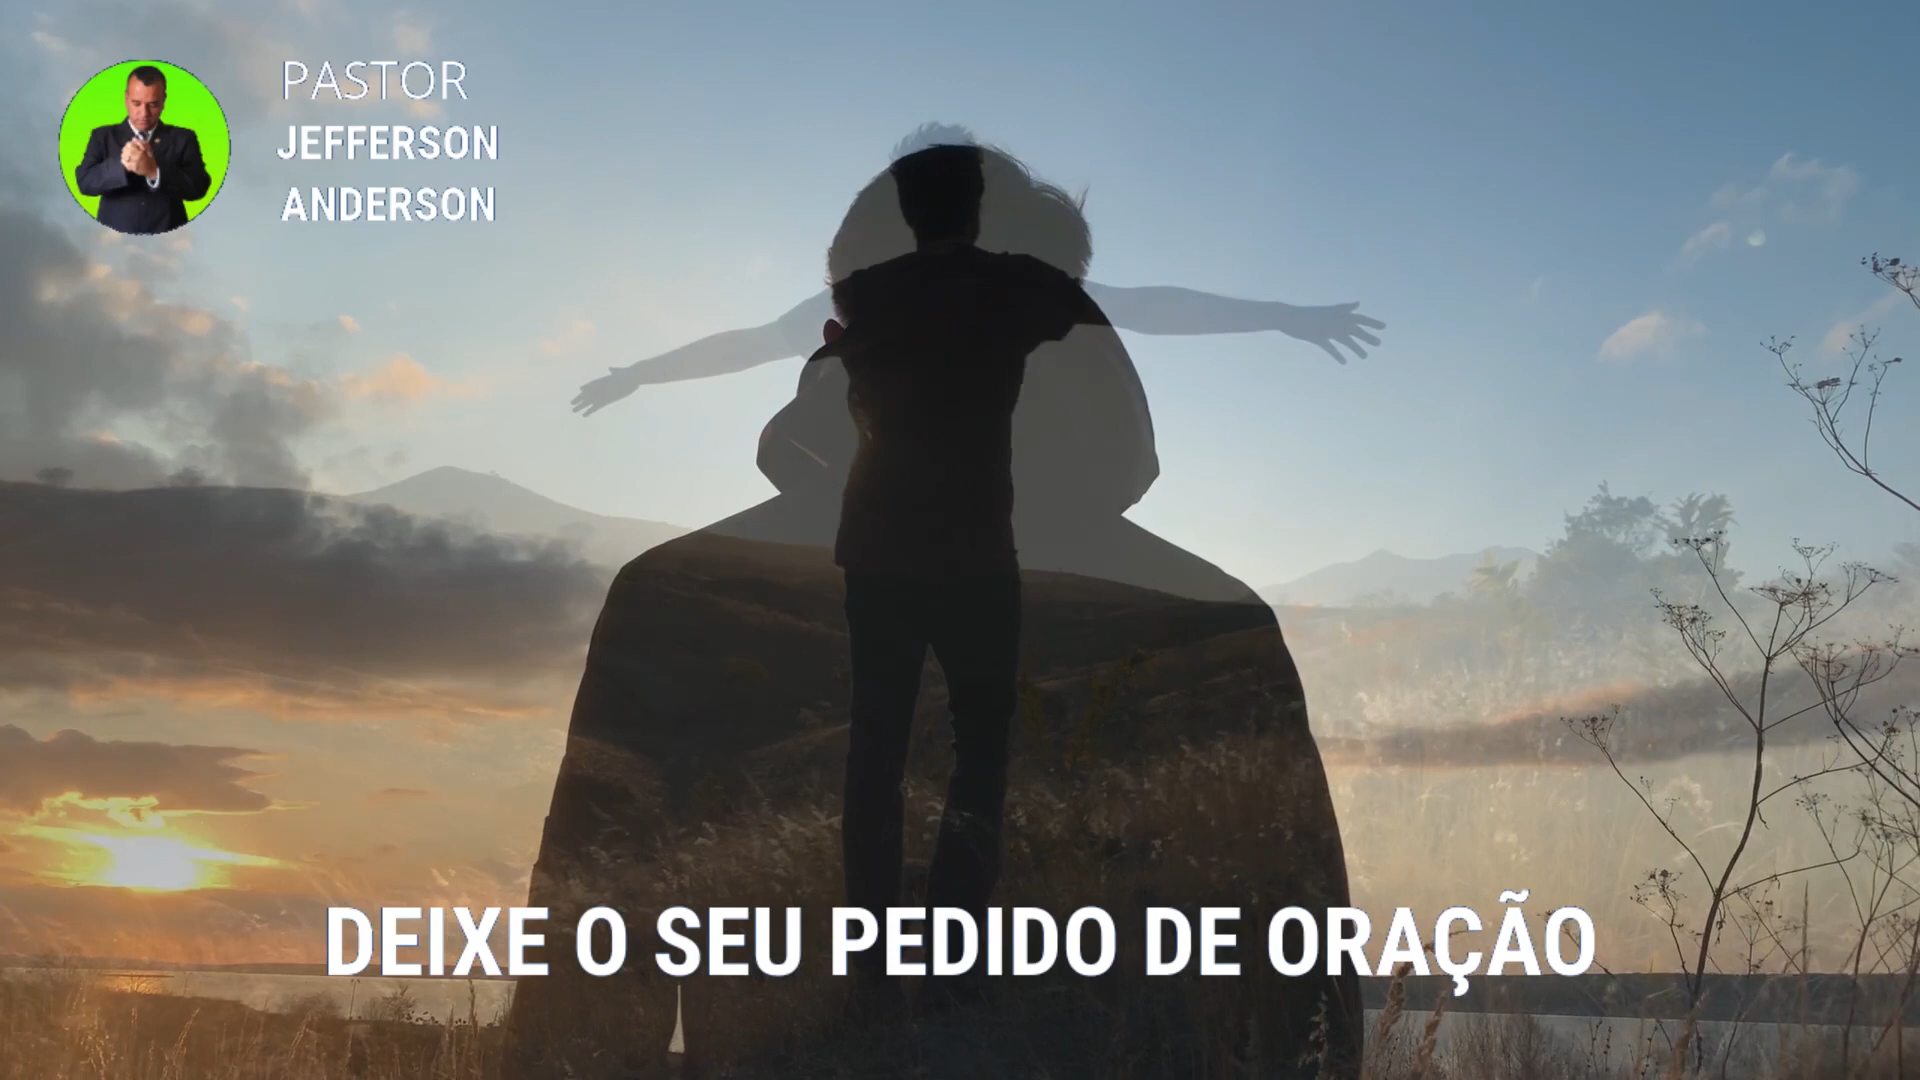 PASTOR
JEFFERSON
ANDERSON
DEIXE O SEU PEDIDO DE ORAÇÃO